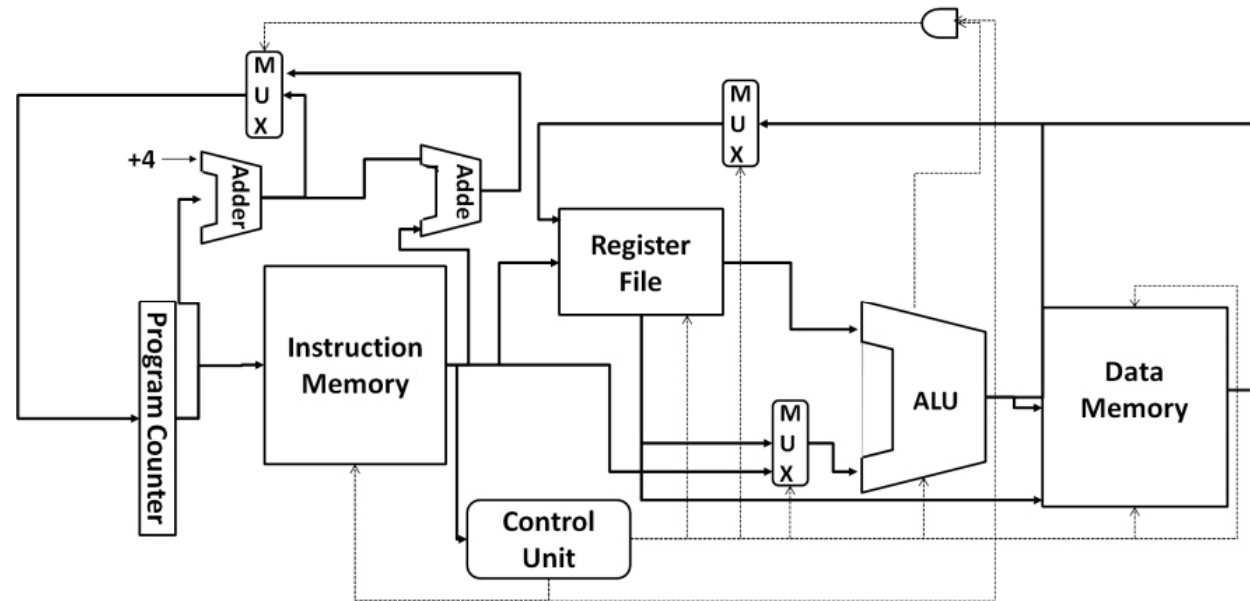 M
U
X
M
U
X
+4
Adder
Adde
Register
File
Program Counter
Instruction
Memory
Data
Memory
ALU
M
U
X
Control
Unit